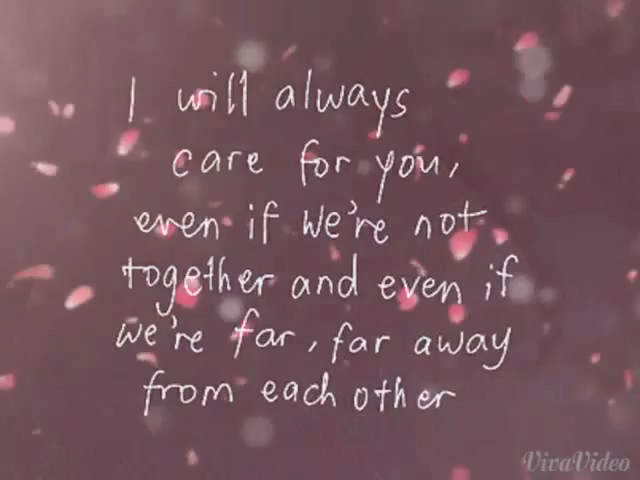 I will always
care for you,
even if we're not
together and even if
we're far, far away
from each other
VivaVideo